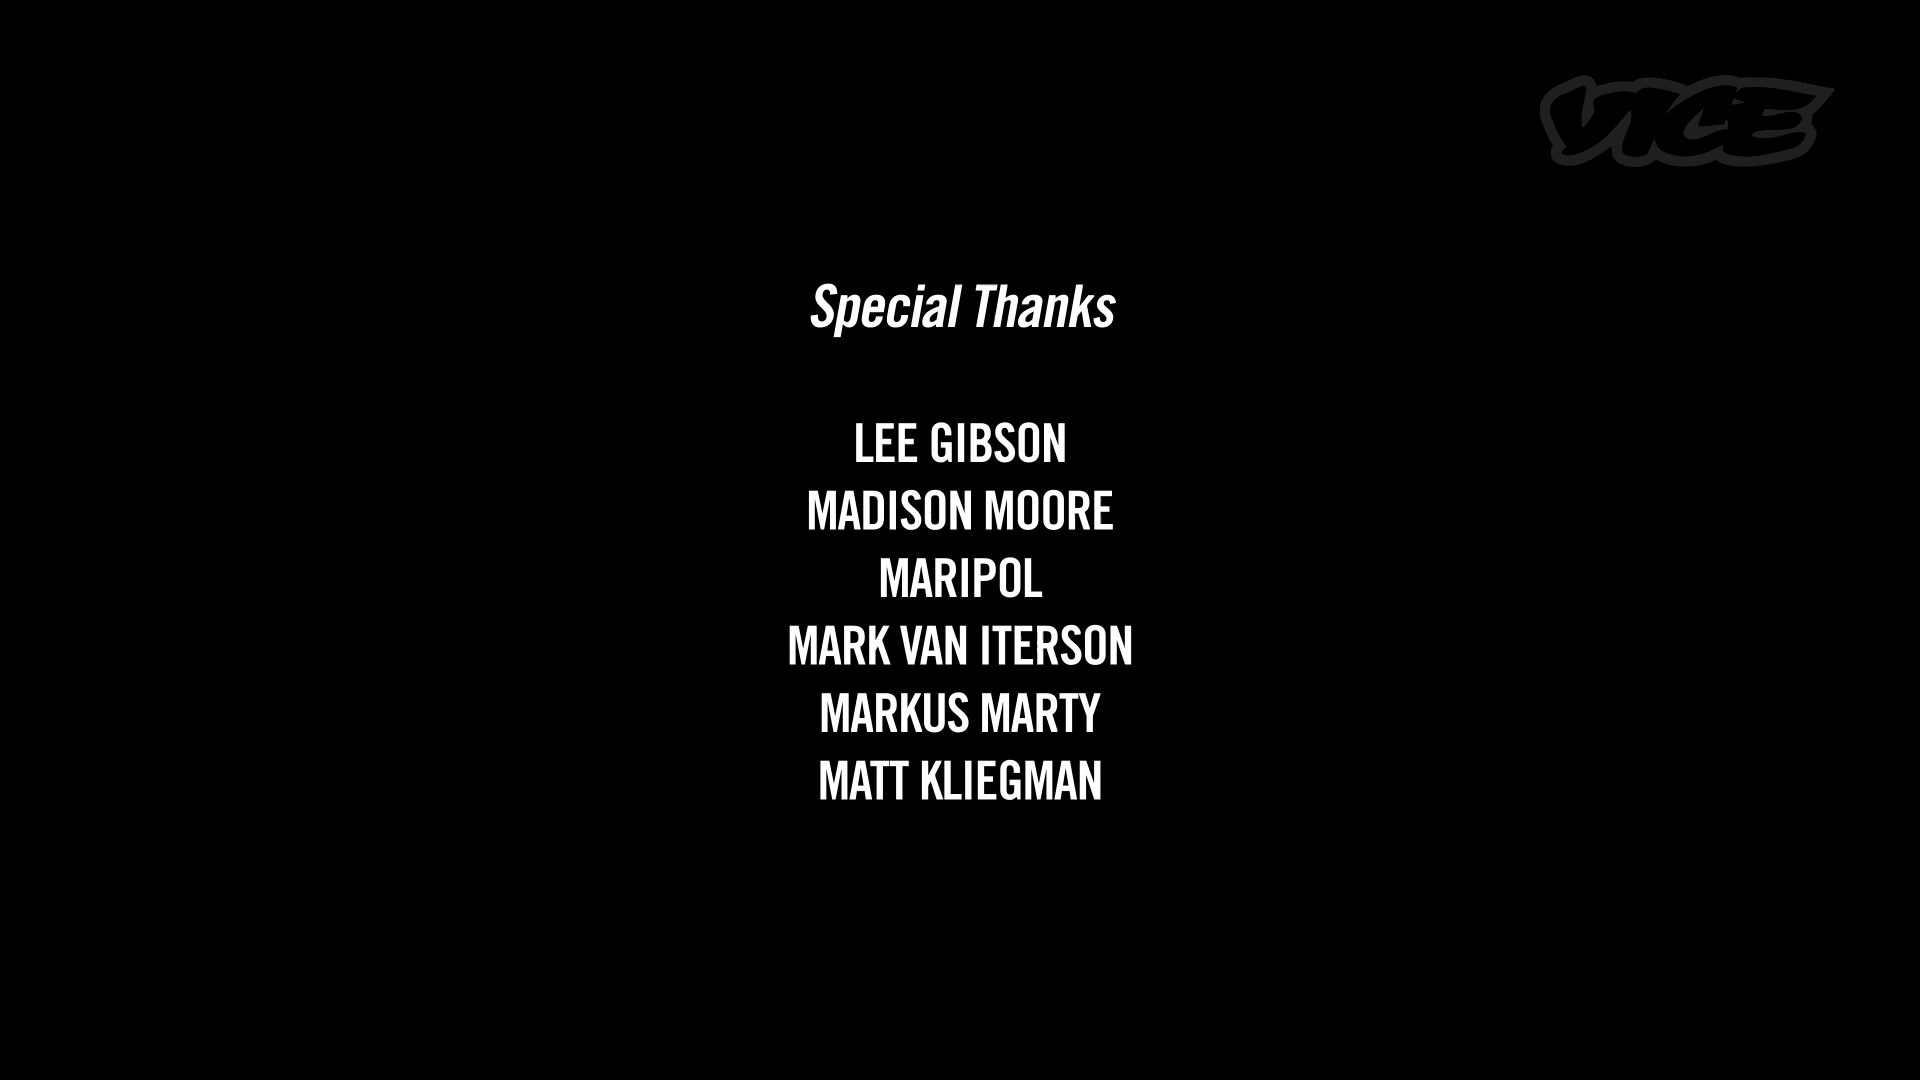 VICE
Special Thanks
LEE GIBSON
MADISON MOORE
MARIPOL
MARK VAN ITERSON
MARKUS MARTY
MATT KLIEGMAN